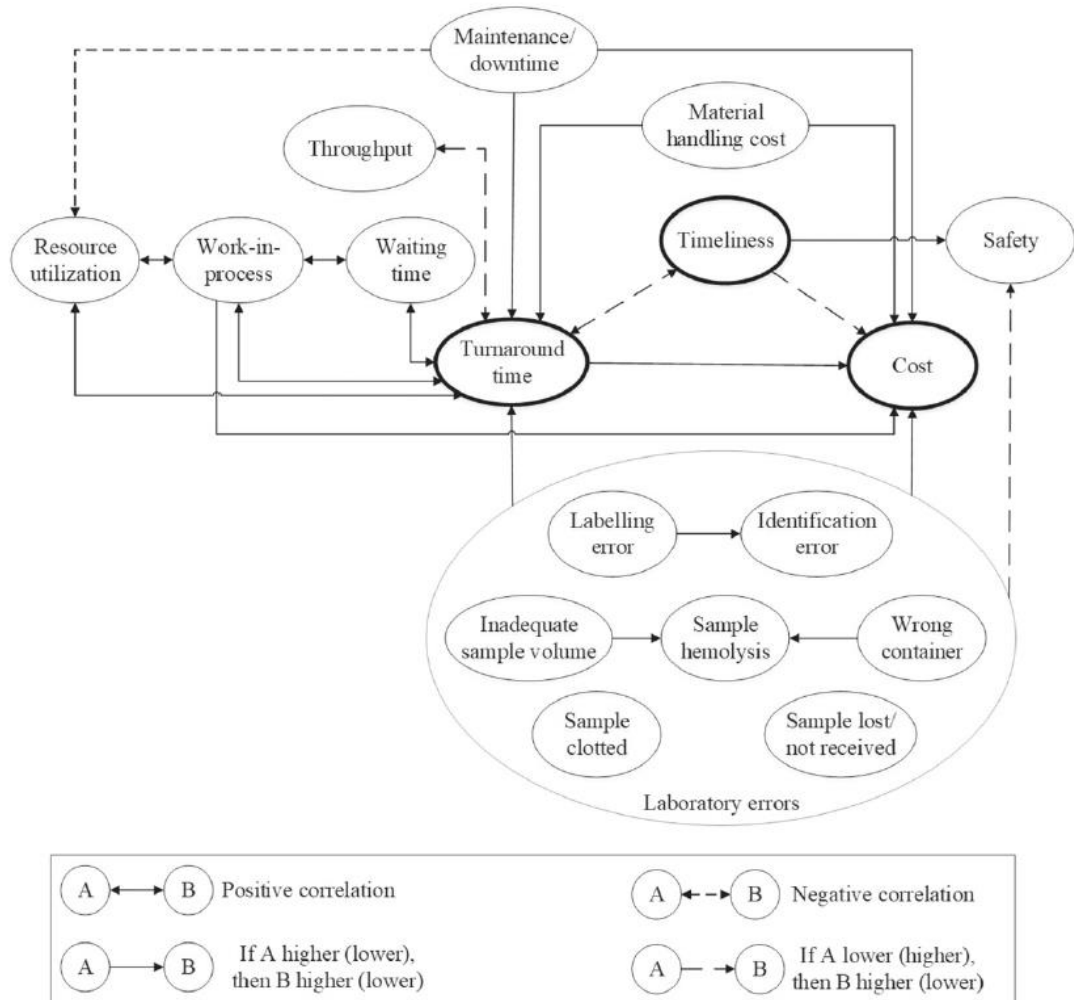 Maintenance/
downtime
Material
handling cost
Throughput
Resource
utilization
Work-in-
process
Waiting
time
Timeliness
Safety
Turnaround
time
Cost
Labelling
error
Identification
error
Inadequate
sample volume
Sample
hemolysis
Wrong
container
Sample
clotted
Sample lost/
not received
Laboratory errors
A B Positive correlation
A B Negative correlation
A B If A higher (lower),
then B higher (lower)
A B If A lower (higher),
then B higher (lower)